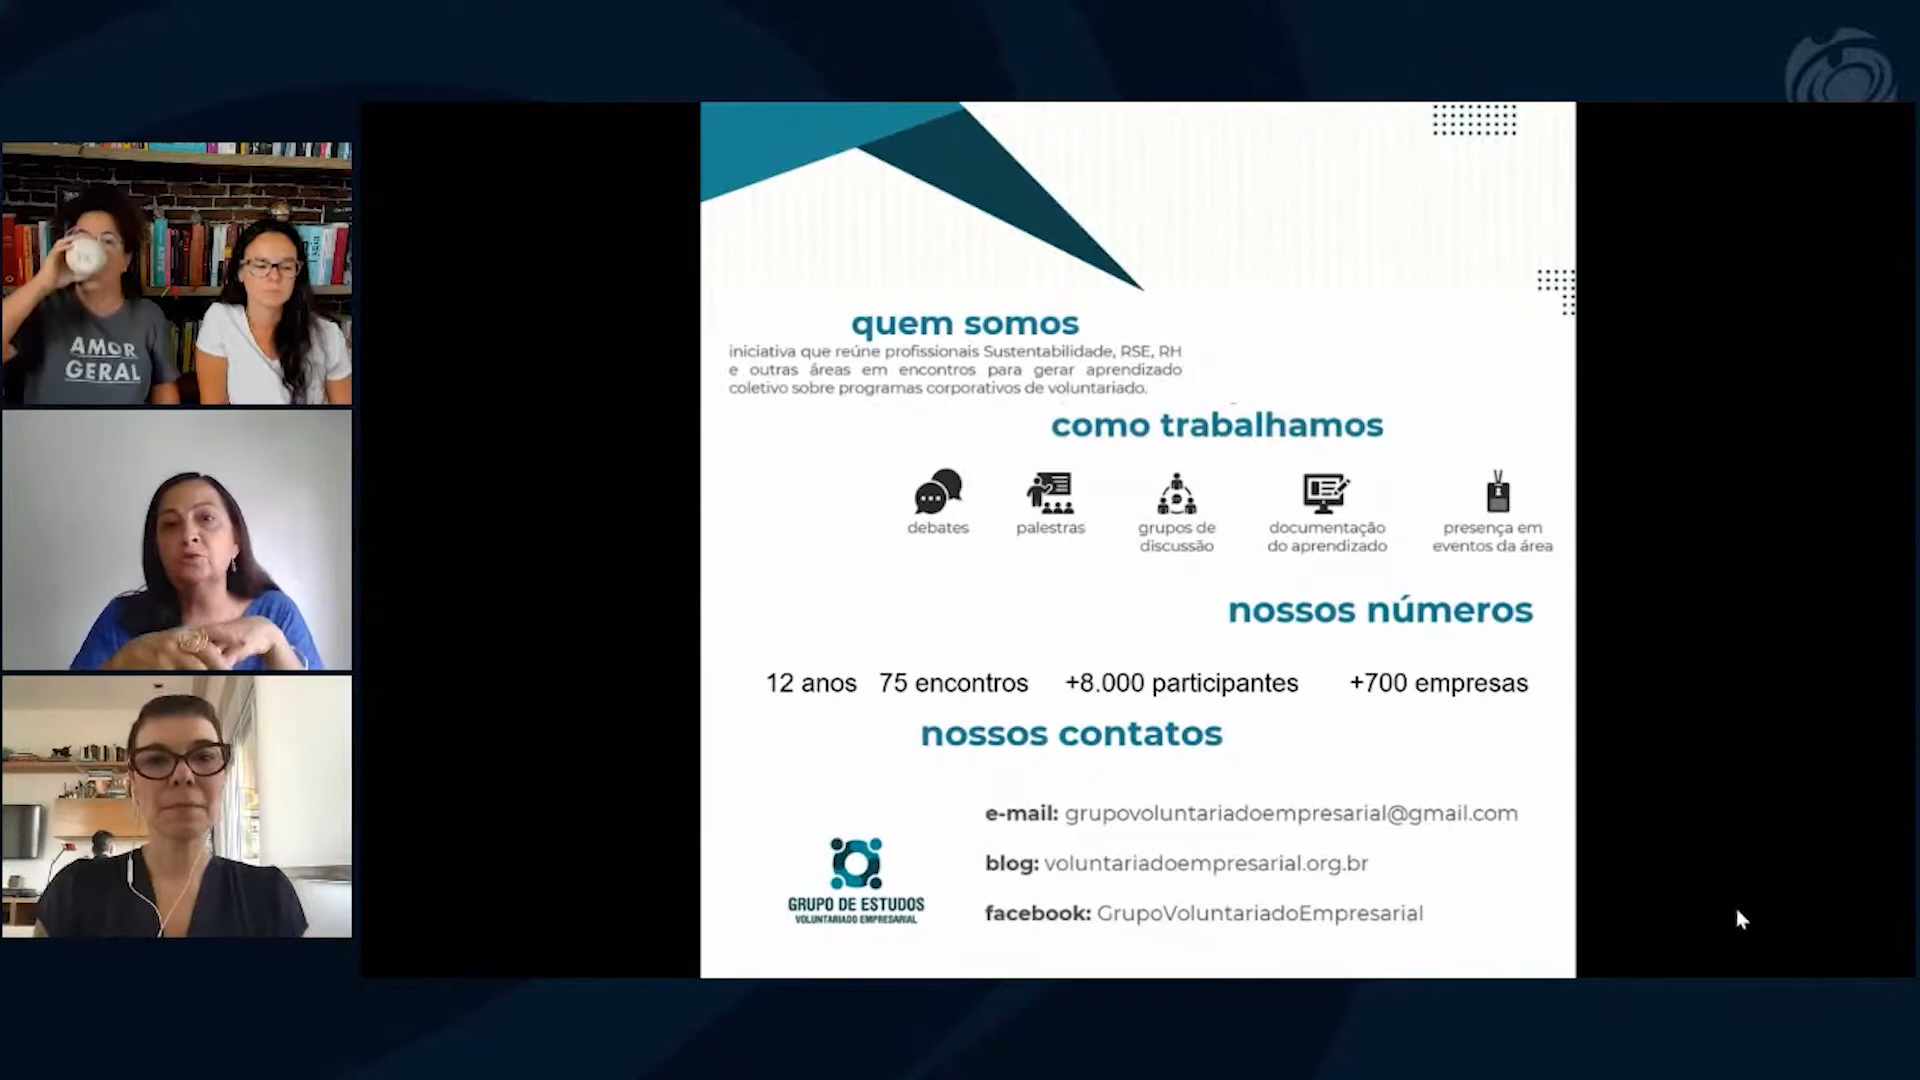 AMOR
GERAL
quem somos
iniciativa que reúne profissionais Sustentabilidade, RSE, RH
e outras áreas em encontros para gerar aprendizado
coletivo sobre programas corporativos de voluntariado.
como trabalhamos
debates
palestras
grupos de
discussão
documentação
do aprizado
presença em
eventos da área
nossos números
12 anos 75 encontros +8.000 participantes +700 empresas
nossos contatos
e-mail: grupovoluntariadoempresarial@gmail.com
blog: voluntariadoempresarial.org.br
facebook: GrupoVoluntariadoEmpresarial
GRUPO DE ESTUDOS
VOLUNTARIADO EMPRESARIAL